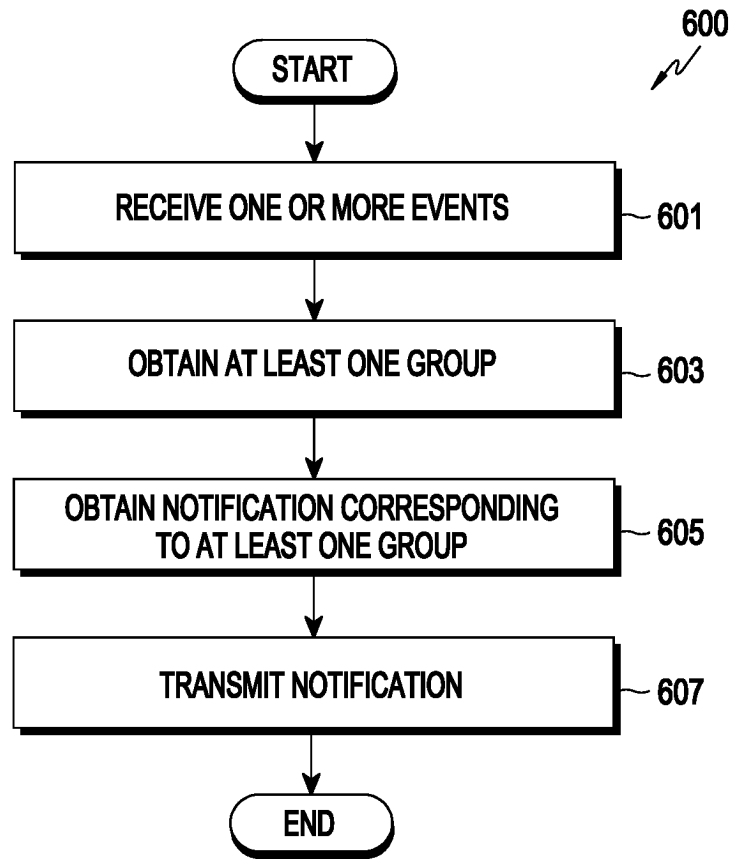 600
START
RECEIVE ONE OR MORE EVENTS
601
OBTAIN AT LEAST ONE GROUP
603
OBTAIN NOTIFICATION CORRESPONDING
TO AT LEAST ONE GROUP
605
TRANSMIT NOTIFICATION
607
END